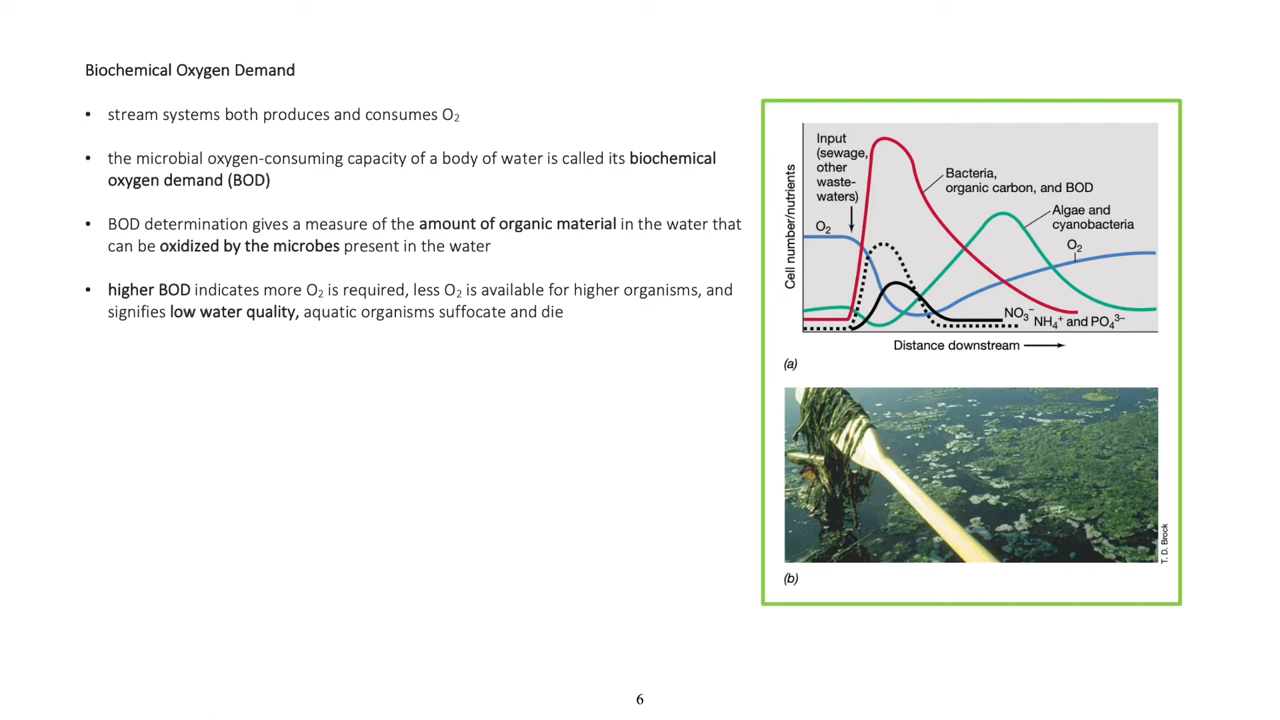 Biochemical Oxygen Demand
• stream systems both produces and consumes O₂
• the microbial oxygen-consuming capacity of a body of water is called its biochemical
oxygen demand (BOD)
• BOD determination gives a measure of the amount of organic material in the water that
can be oxidized by the microbes present in the water
• higher BOD indicates more O₂ is required, less O₂ is available for higher organisms, and
signifies low water quality, aquatic organisms suffocate and die
Cell number/nutrients
Input
(sewage,
other
waste-
waters)
O₂
Bacteria,
organic carbon, and BOD
Algae and
cyanobacteria
O₂
NO₃⁻
NH₄⁺ and PO₄³⁻
Distance downstream
(a)
T. D. Brock
(b)
6